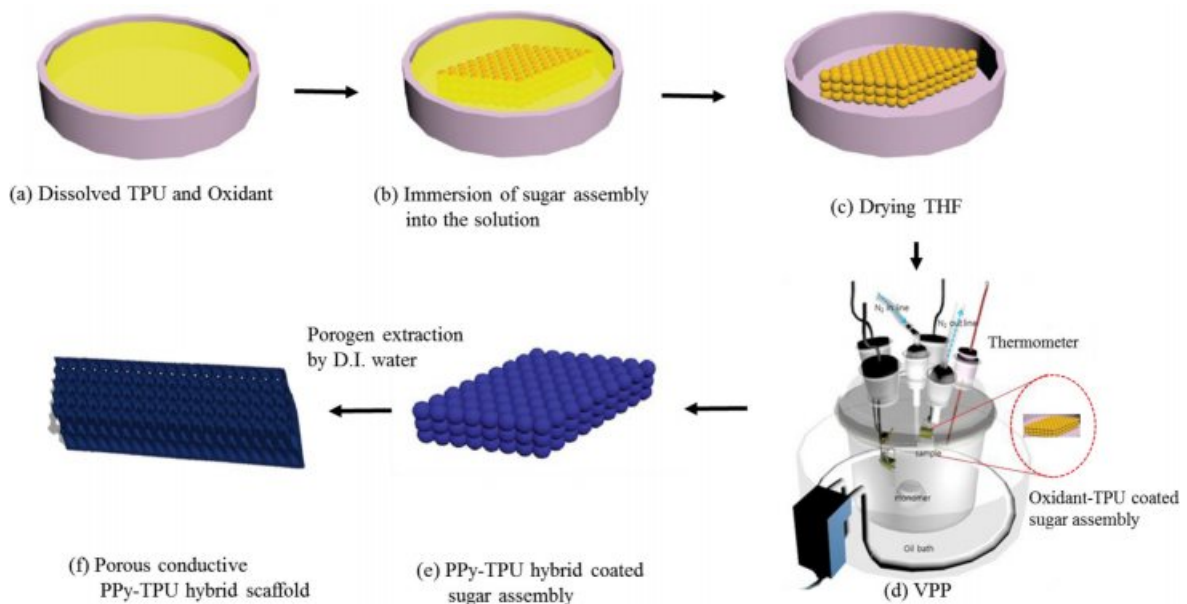 (a) Dissolved TPU and Oxidant
(b) Immersion of sugar assembly
into the solution
(c) Drying THF
N₂ in line
N₂ out line
Thermometer
sample
monomer
Oil bath
Oxidant-TPU coated
sugar assembly
(d) VPP
Porogen extraction
by D.I. water
(e) PPy-TPU hybrid coated
sugar assembly
(f) Porous conductive
PPy-TPU hybrid scaffold